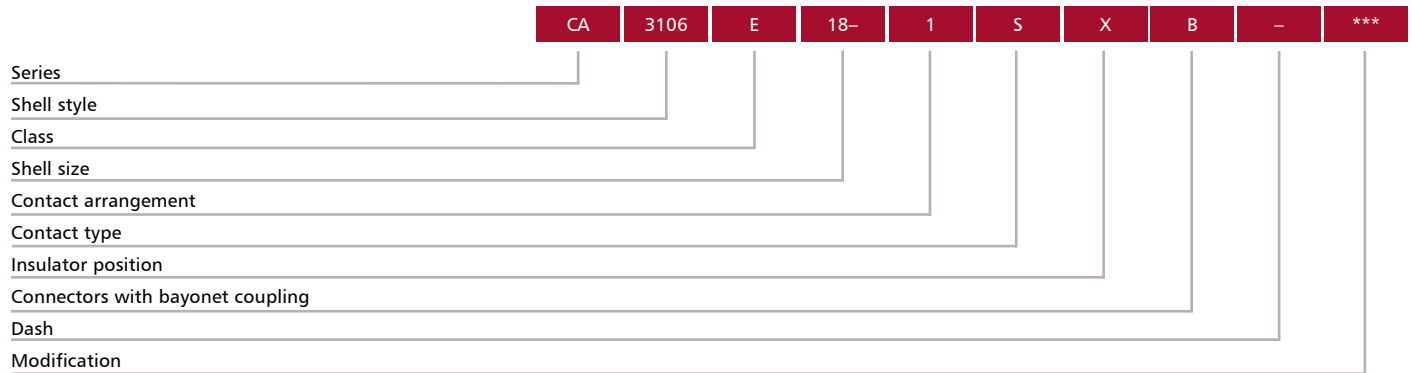 CA 3106 E 18– 1 S X B – ***
Series
Shell style
Class
Shell size
Contact arrangement
Contact type
Insulator position
Connectors with bayonet coupling
Dash
Modification